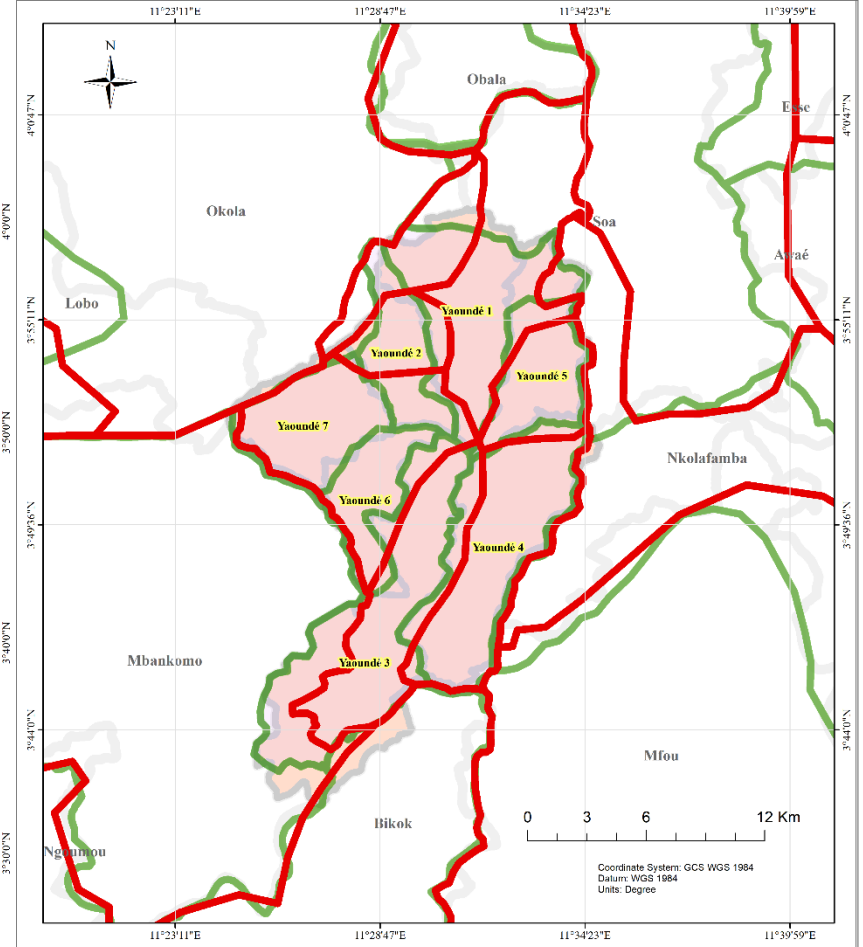 11°23'11"E 11°28'47"E 11°34'23"E 11°39'59"E
N
Obala
Esse
4°0'47"N
4°0'47"N
Okola
4°0'0"N
Soa
Awaé
Lobo
Yaoundé 1
3°55'11"N
3°55'11"N
Yaoundé 2
Yaoundé 5
Yaoundé 7
3°50'0"N
Nkolafamba
Yaoundé 6
3°49'36"N
3°49'36"N
Yaoundé 4
3°40'0"N
Mbankomo
Yaoundé 3
3°44'0"N
3°44'0"N
Mfou
0 3 6 12 Km
Bikok
3°30'0"N
Ngoumou
Coordinate System: GCS WGS 1984
Datum: WGS 1984
Units: Degree
11°23'11"E 11°28'47"E 11°34'23"E 11°39'59"E